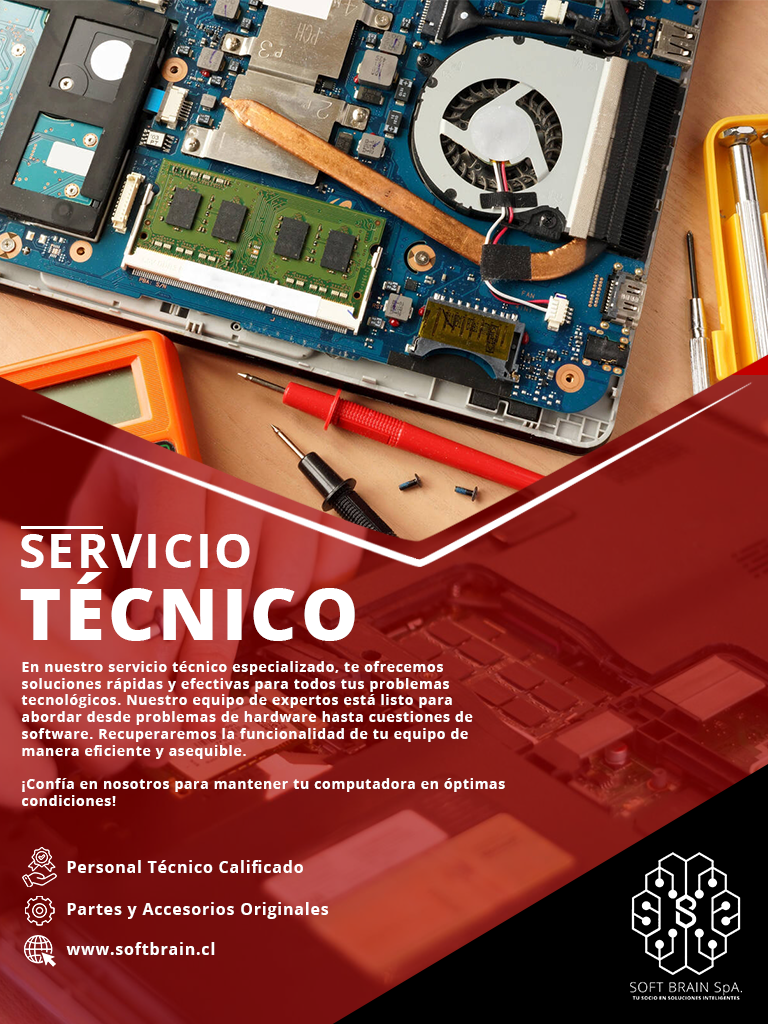 SERVICIO
TÉCNICO
En nuestro servicio técnico especializado, te ofrecemos
soluciones rápidas y efectivas para todos tus problemas
tecnológicos. Nuestro equipo de expertos está listo para
abordar desde problemas de hardware hasta cuestiones de
software. Recuperaremos la funcionalidad de tu equipo de
manera eficiente y asequible.
¡Confía en nosotros para mantener tu computadora en óptimas
condiciones!
Personal Técnico Calificado
Partes y Accesorios Originales
www.softbrain.cl
SOFT BRAIN SpA.
TU SOCIO EN SOLUCIONES INTELIGENTES.